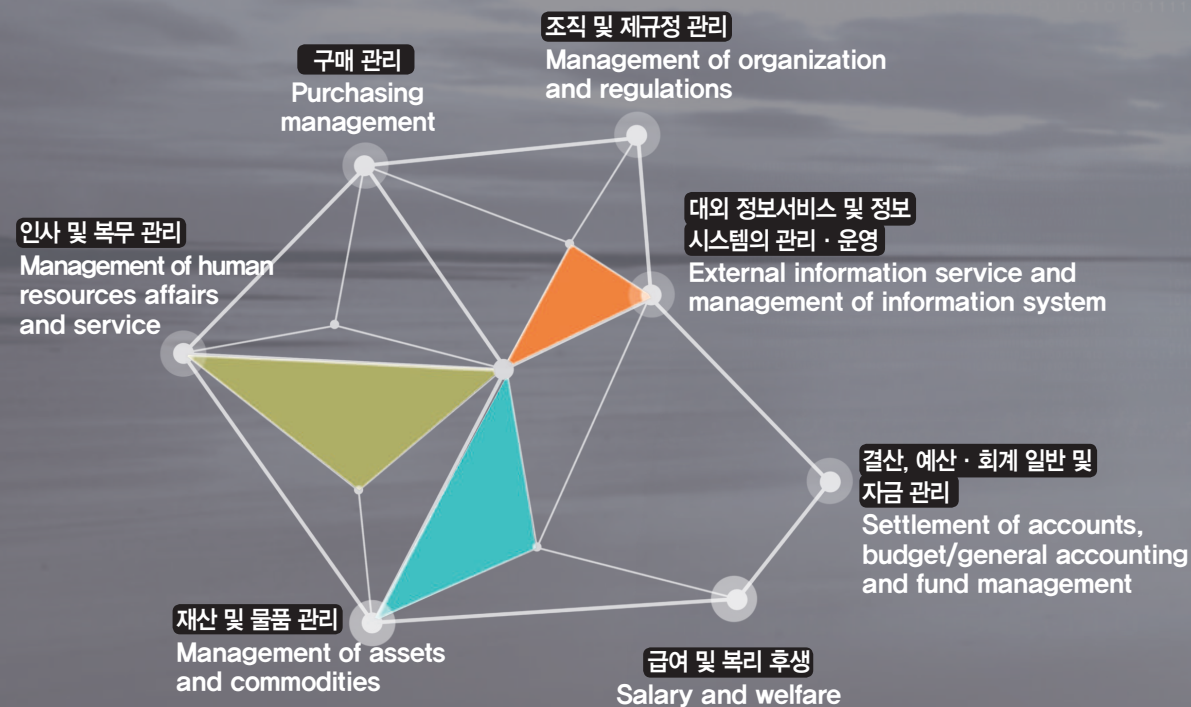 조직 및 제규정 관리
Management of organization
and regulations
구매 관리
Purchasing
management
대외 정보서비스 및 정보
시스템의 관리 · 운영
External information service and
management of information system
인사 및 복무 관리
Management of human
resources affairs
and service
결산, 예산 · 회계 일반 및
자금 관리
Settlement of accounts,
budget/general accounting
and fund management
재산 및 물품 관리
Management of assets
and commodities
급여 및 복리 후생
Salary and welfare